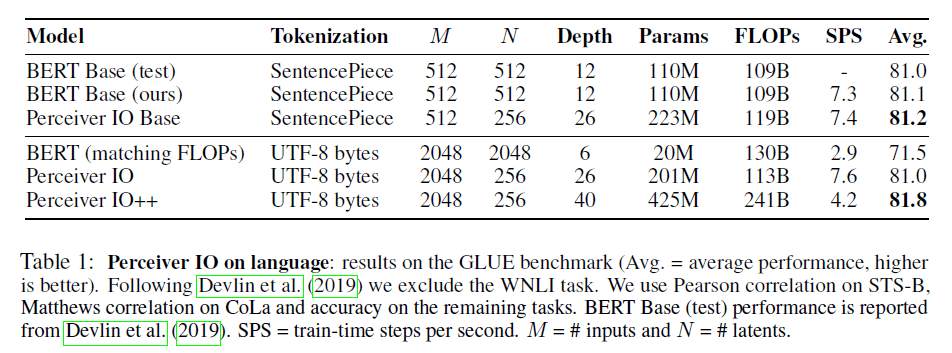 Model Tokenization M N Depth Params FLOPs SPS Avg.
BERT Base (test) SentencePiece 512 512 12 110M 109B - 81.0
BERT Base (ours) SentencePiece 512 512 12 110M 109B 7.3 81.1
Perceiver IO Base SentencePiece 512 256 26 223M 119B 7.4 81.2
BERT (matching FLOPs) UTF-8 bytes 2048 2048 6 20M 130B 2.9 71.5
Perceiver IO UTF-8 bytes 2048 256 26 201M 113B 7.6 81.0
Perceiver IO++ UTF-8 bytes 2048 256 40 425M 241B 4.2 81.8
Table 1: Perceiver IO on language: results on the GLUE benchmark (Avg. = average performance, higher
is better). Following Devlin et al. (2019) we exclude the WNLI task. We use Pearson correlation on STS-B,
Matthews correlation on CoLa and accuracy on the remaining tasks. BERT Base (test) performance is reported
from Devlin et al. (2019). SPS = train-time steps per second. M = # inputs and N = # latents.